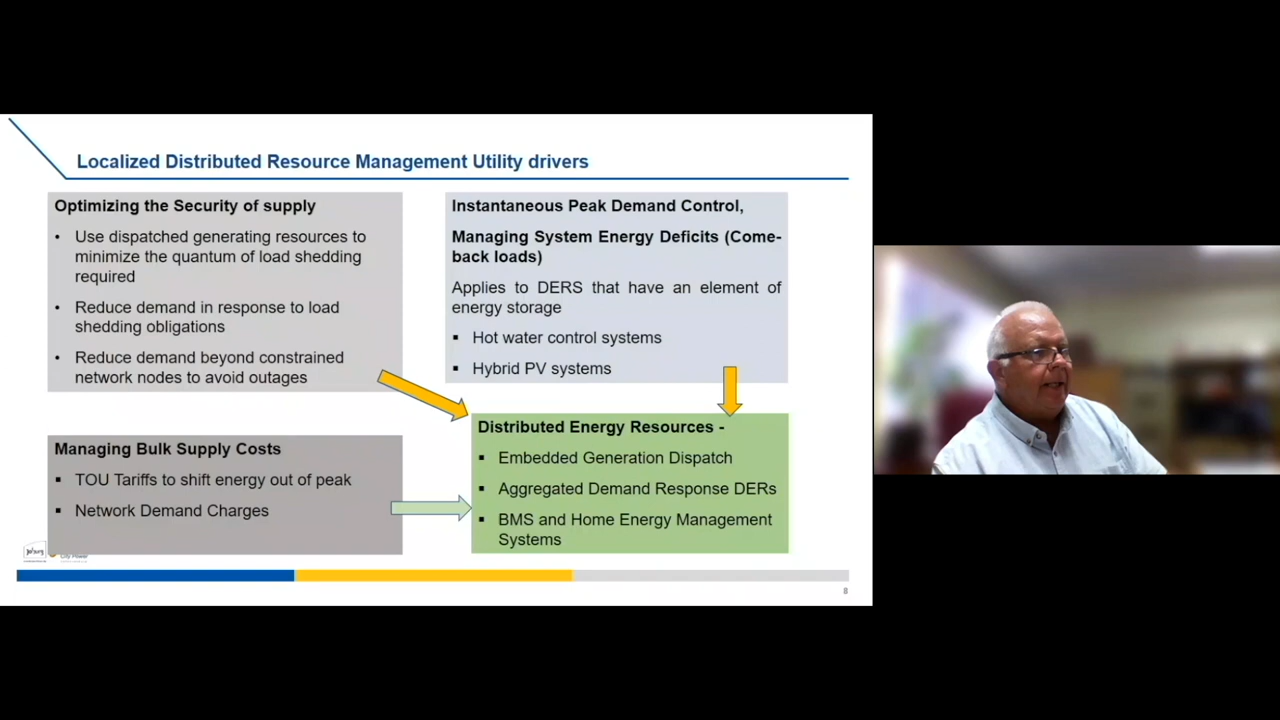 Localized Distributed Resource Management Utility drivers
Optimizing the Security of supply
• Use dispatched generating resources to
minimize the quantum of load shedding
required
• Reduce demand in response to load
shedding obligations
• Reduce demand beyond constrained
network nodes to avoid outages
Instantaneous Peak Demand Control,
Managing System Energy Deficits (Come-
back loads)
Applies to DERS that have an element of
energy storage
▪ Hot water control systems
▪ Hybrid PV systems
Managing Bulk Supply Costs
▪ TOU Tariffs to shift energy out of peak
▪ Network Demand Charges
Distributed Energy Resources -
▪ Embedded Generation Dispatch
▪ Aggregated Demand Response DERs
▪ BMS and Home Energy Management
Systems
City Power
8